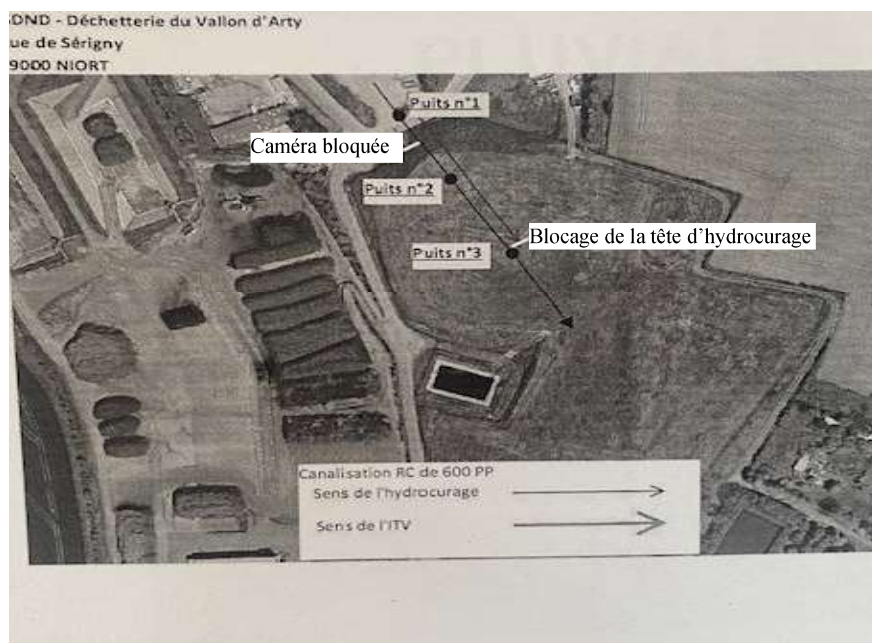 SDND - Déchetterie du Vallon d'Arty
ue de Sérigny
9000 NIORT
Puits n°1
Caméra bloquée
Puits n°2
Blocage de la tête d'hydrocurage
Puits n°3
Canalisation RC de 600 PP
Sens de l'hydrocurage
Sens de l'ITV